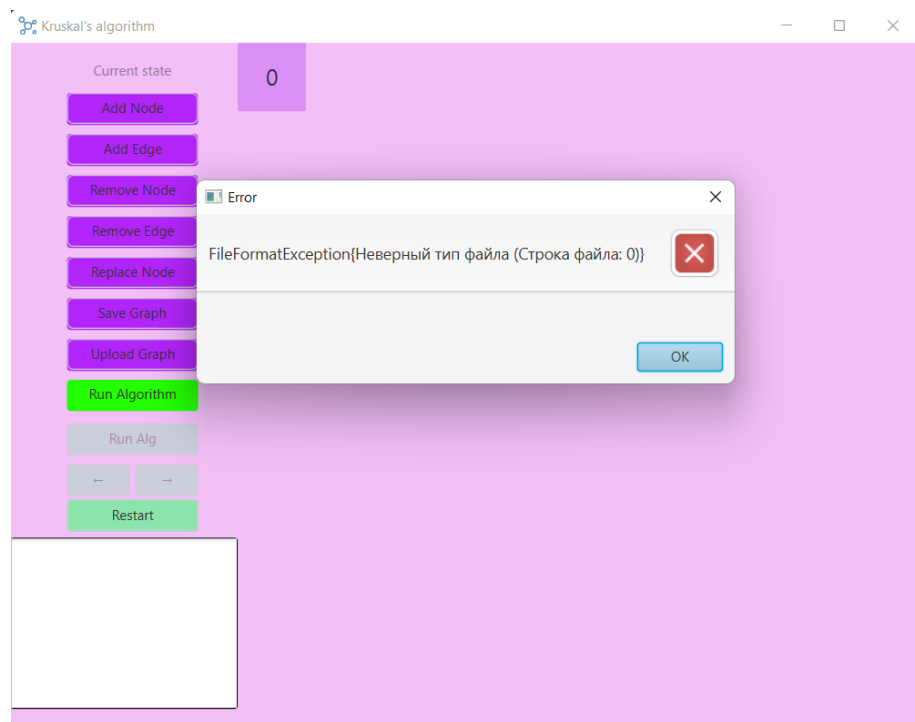 Kruskal's algorithm
Current state
0
Add Node
Add Edge
Remove Node
Remove Edge
Replace Node
Save Graph
Upload Graph
Run Algorithm
Run Alg
← →
Restart
Error
FileFormatException{Неверный тип файла (Строка файла: 0)}
OK